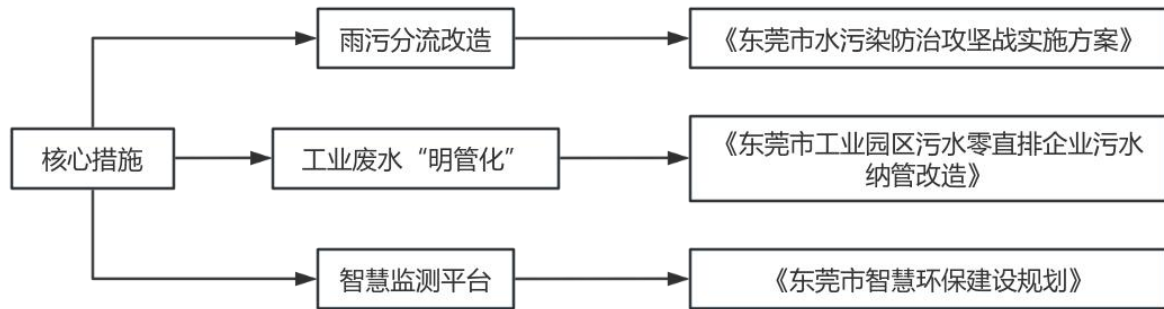 雨污分流改造
《东莞市水污染防治攻坚战实施方案》
核心措施
工业废水“明管化”
《东莞市工业园区污水零直排企业污水
纳管改造》
智慧监测平台
《东莞市智慧环保建设规划》